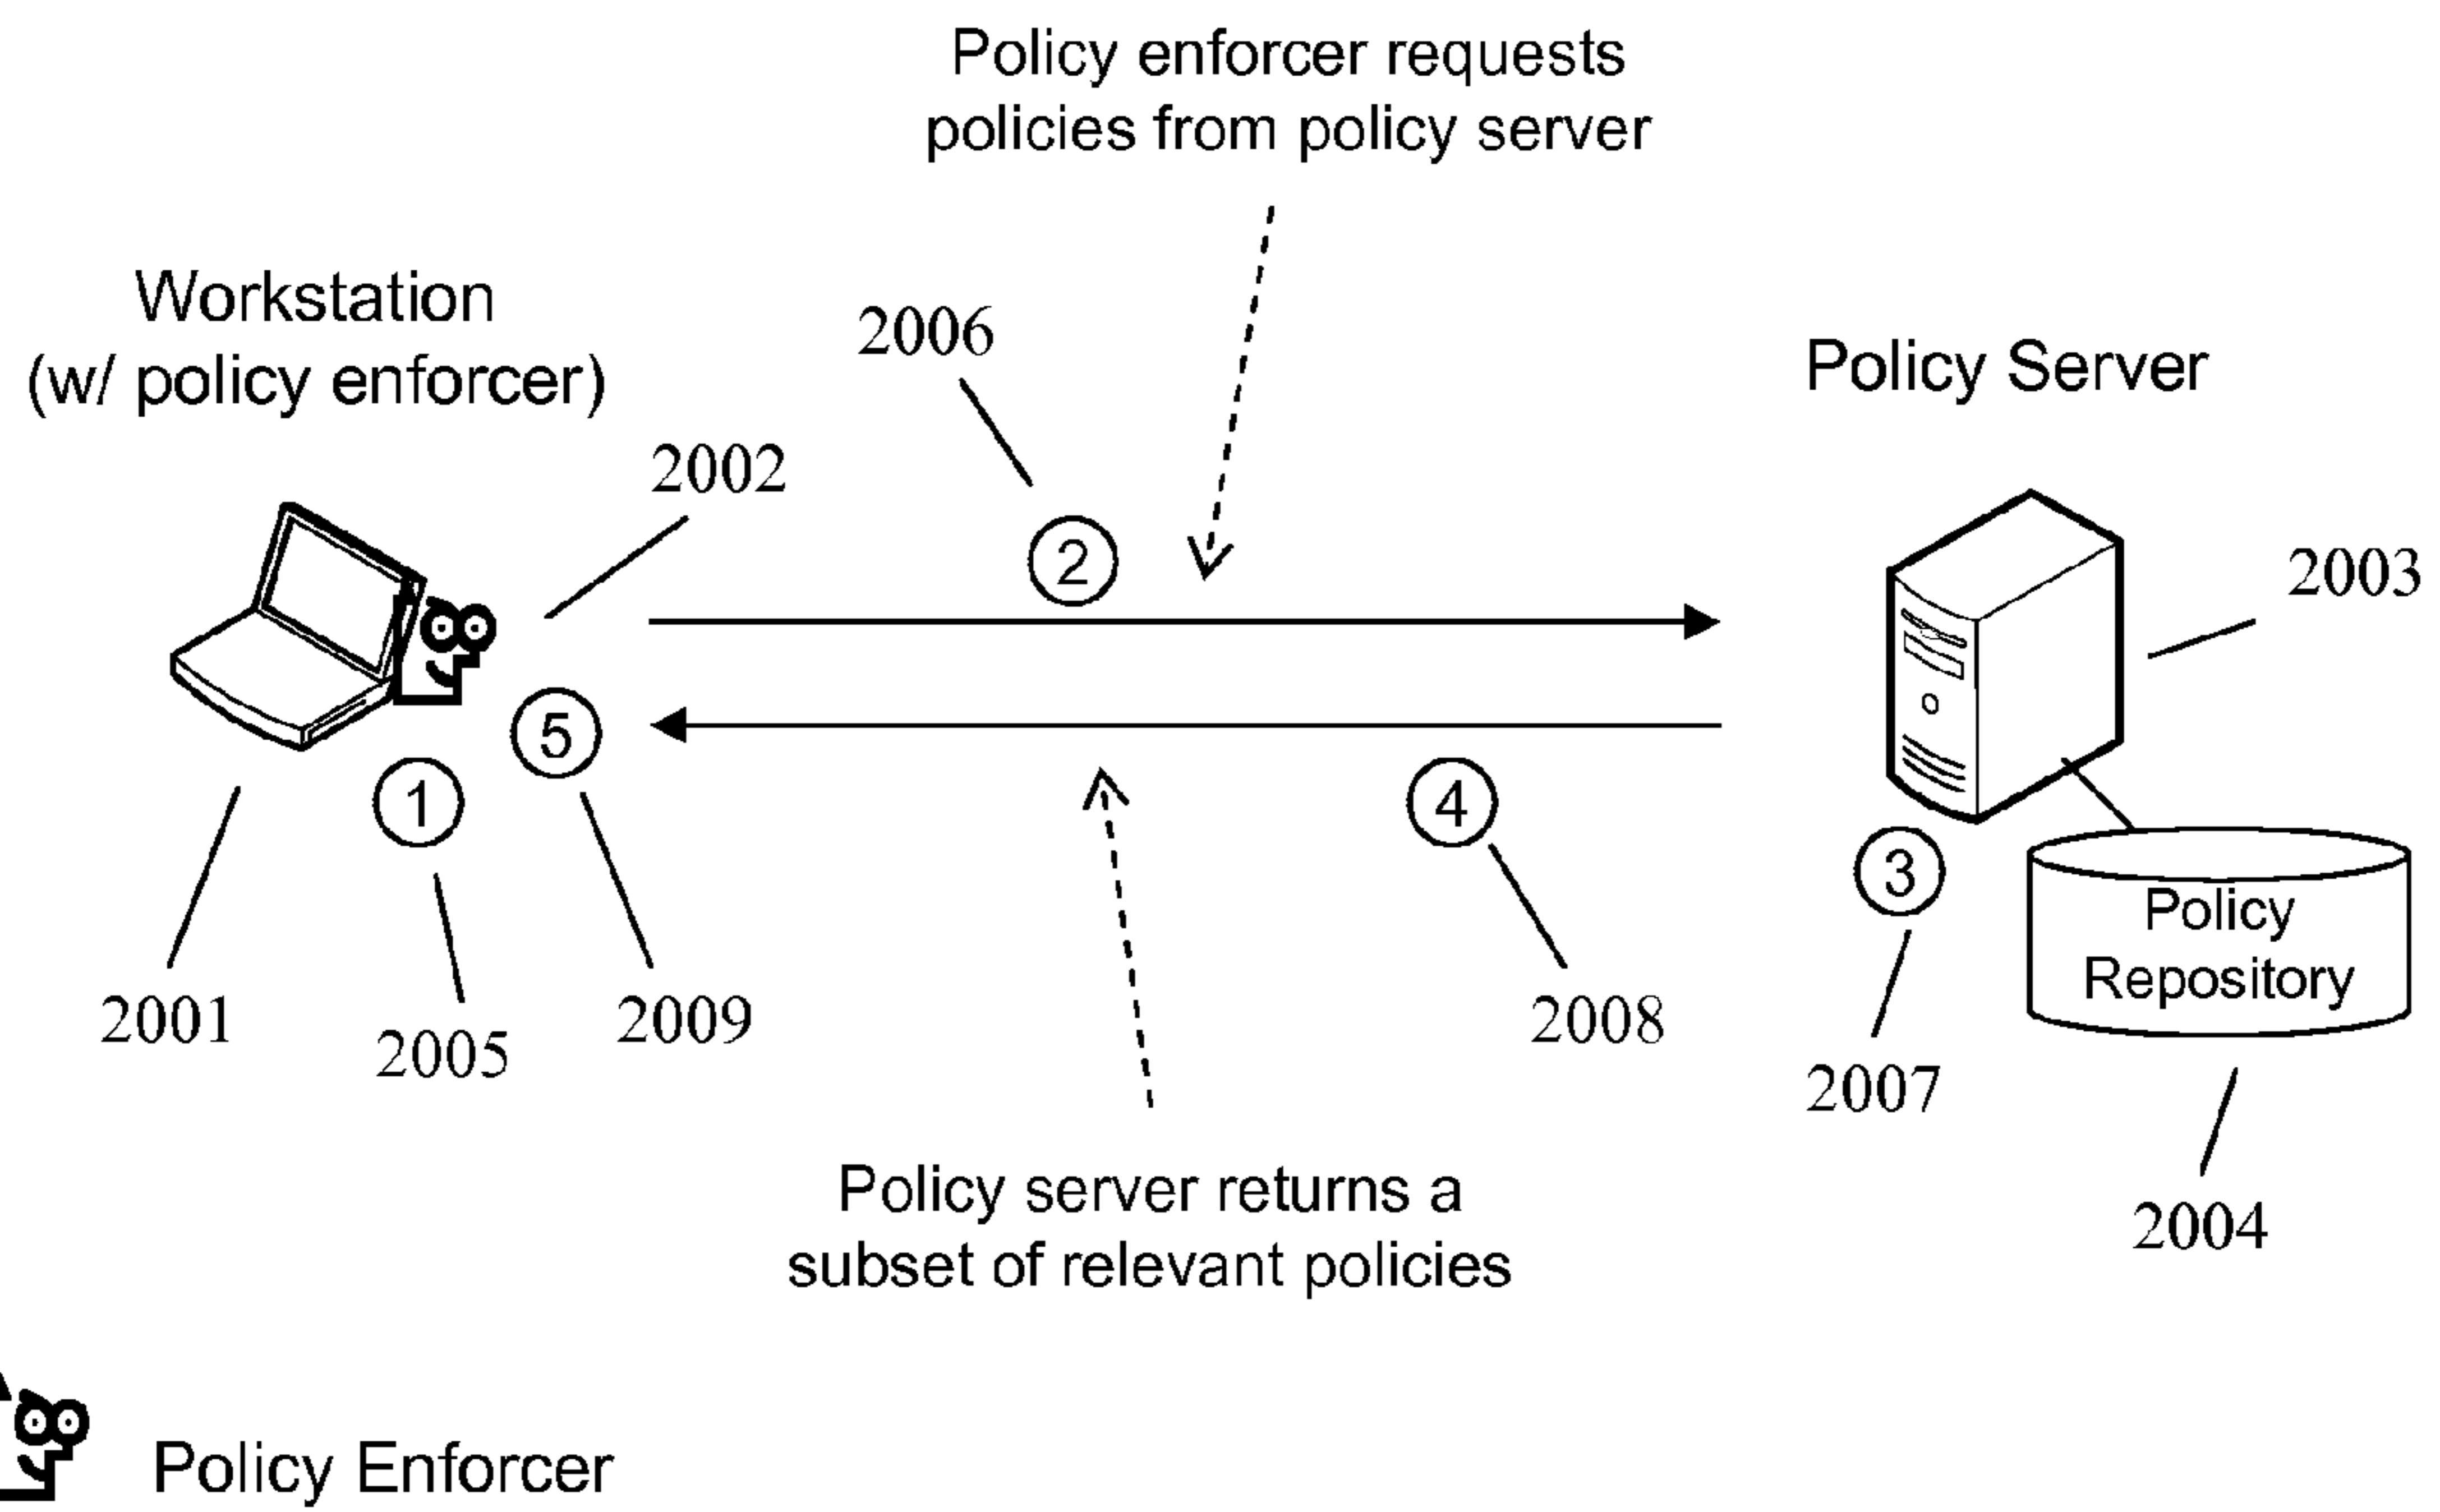 Policy enforcer requests
policies from policy server
Workstation
(w/ policy enforcer)
2006
Policy Server
2002
2
2003
5
1
4
3
Policy
Repository
2001
2005
2009
2008
2007
2004
Policy server returns a
subset of relevant policies
Policy Enforcer